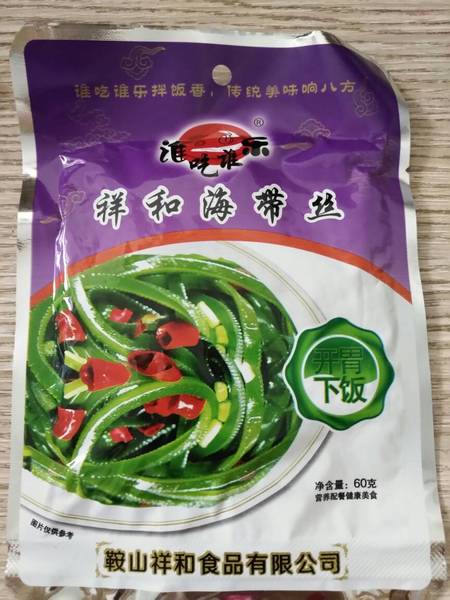 谁吃谁乐拌饭香，传统美味响八方
谁吃谁乐®
祥和海带丝
开胃
下饭
净含量：60克
营养配餐健康美食
图片仅供参考
鞍山祥和食品有限公司